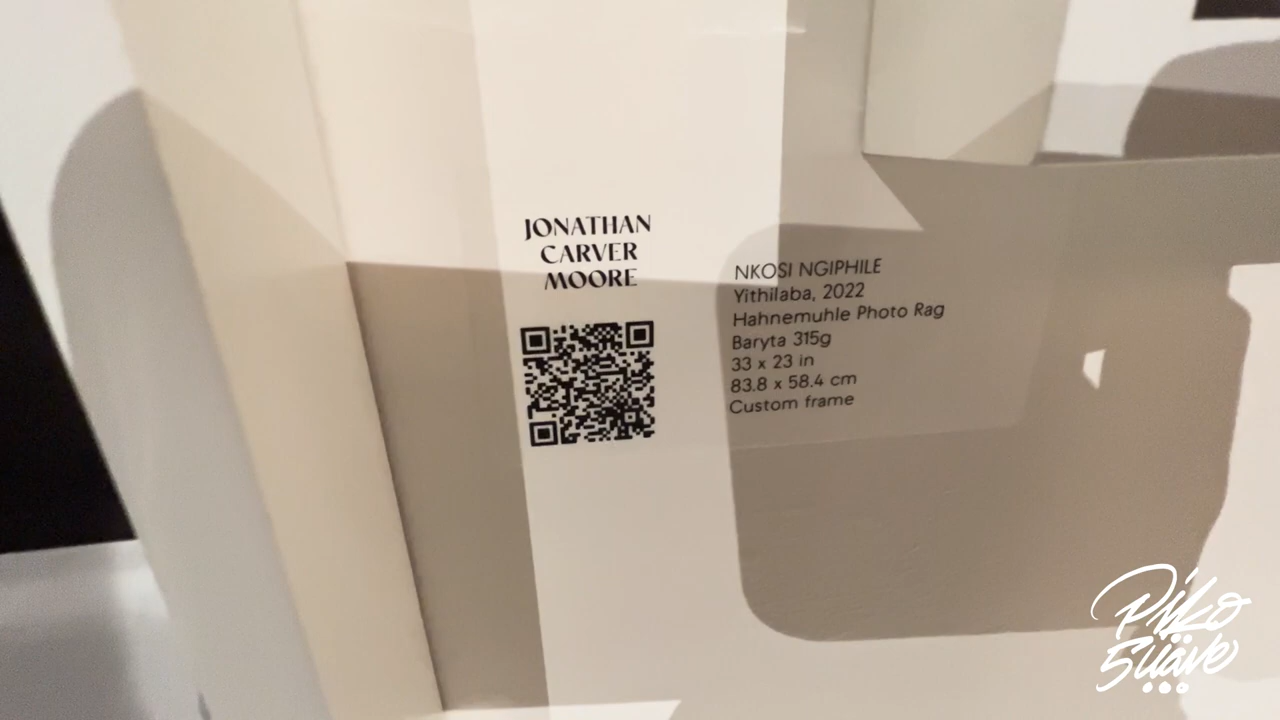 JONATHAN
CARVER
MOORE
NKOSI NGIPHILE
Yithilaba, 2022
Hahnemuhle Photo Rag
Baryta 315g
33 x 23 in
83.8 x 58.4 cm
Custom frame
Piko
Suave